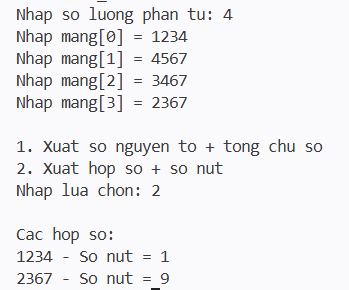 Nhap so luong phan tu: 4
Nhap mang[0] = 1234
Nhap mang[1] = 4567
Nhap mang[2] = 3467
Nhap mang[3] = 2367
1. Xuat so nguyen to + tong chu so
2. Xuat hop so + so nut
Nhap lua chon: 2
Cac hop so:
1234 - So nut = 1
2367 - So nut = 9